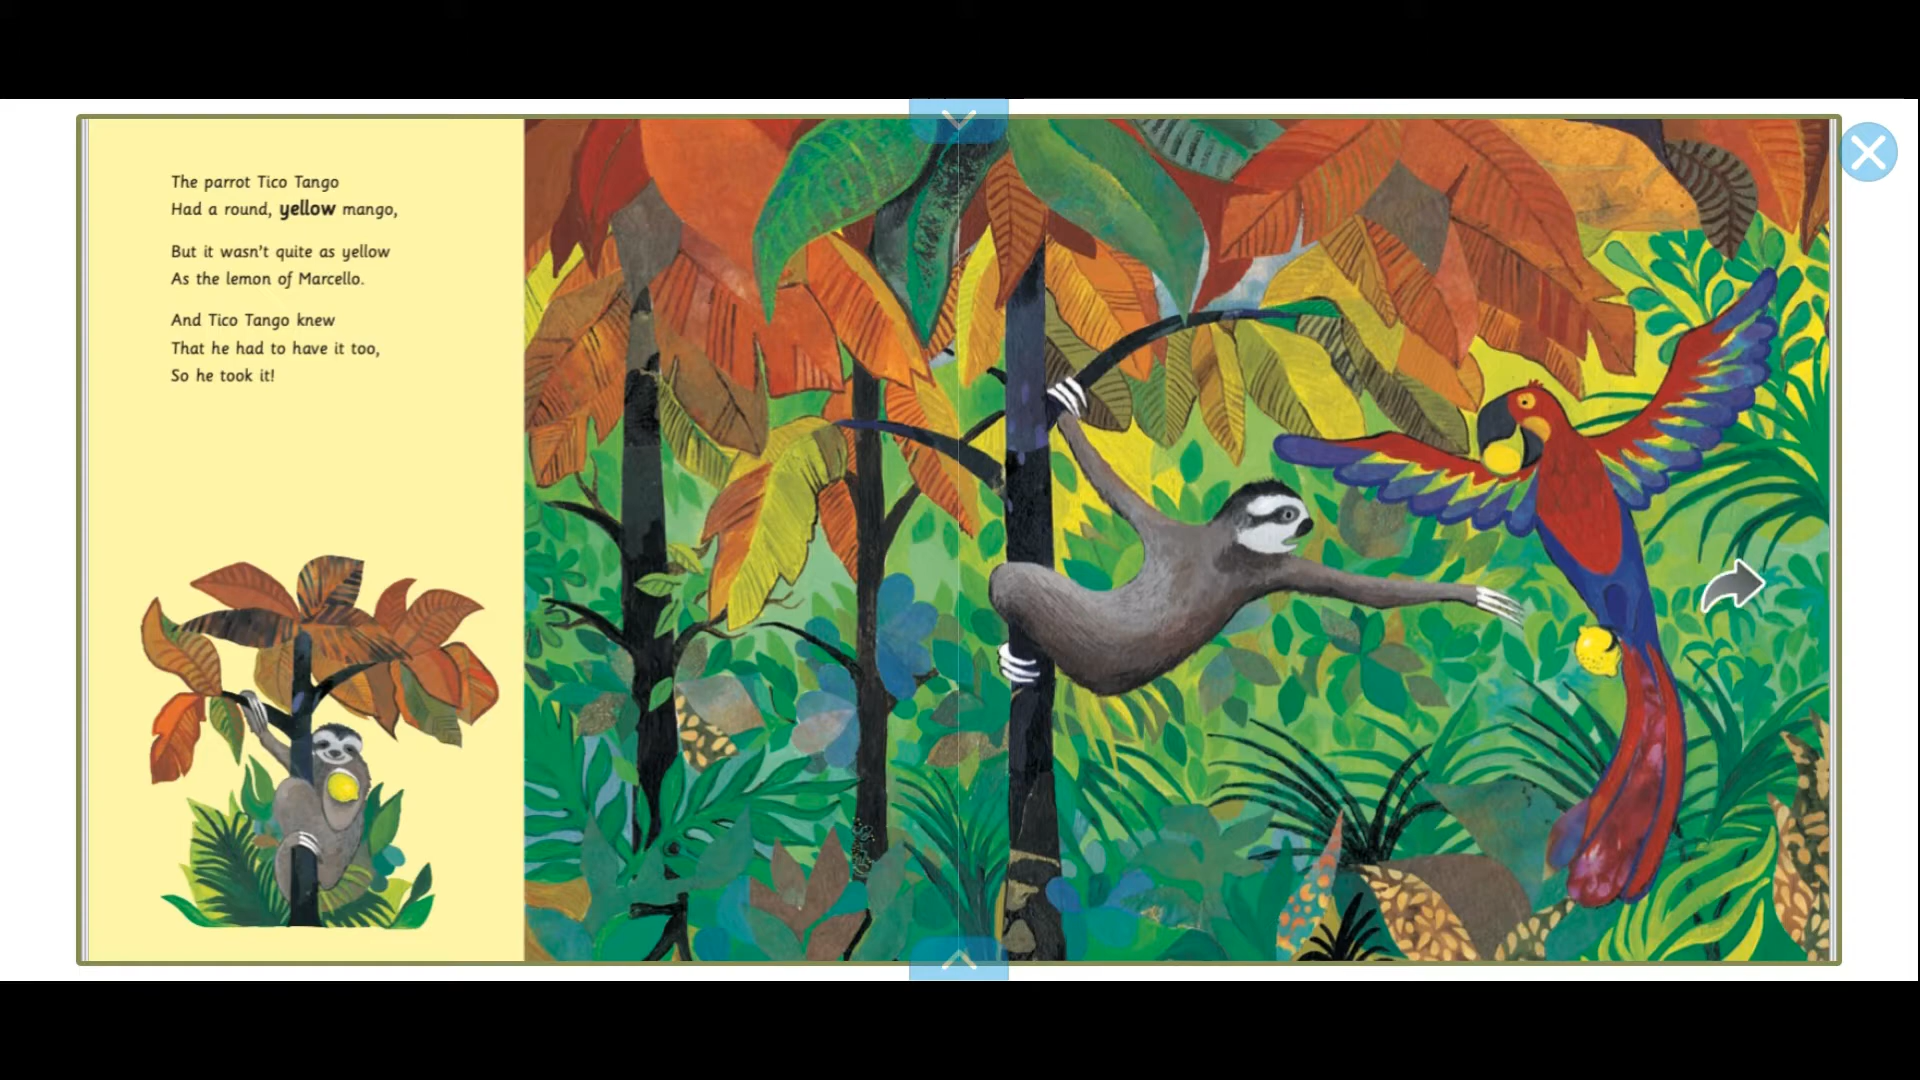 The parrot Tico Tango
Had a round, yellow mango,
But it wasn't quite as yellow
As the lemon of Marcello.
And Tico Tango knew
That he had to have it too,
So he took it!